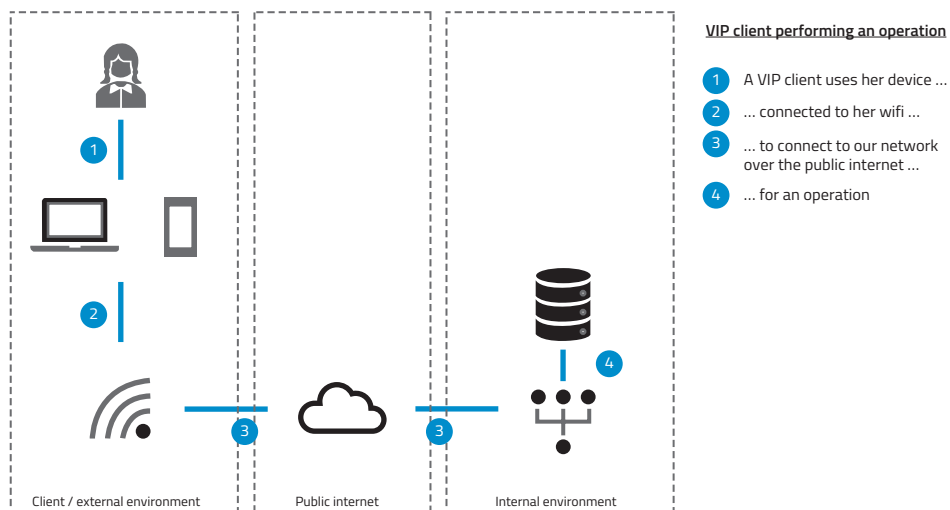 VIP client performing an operation
1 A VIP client uses her device ...
2 ... connected to her wifi ...
3 ... to connect to our network
over the public internet ...
4 ... for an operation
1
2
4
3
3
Client / external environment
Public internet
Internal environment